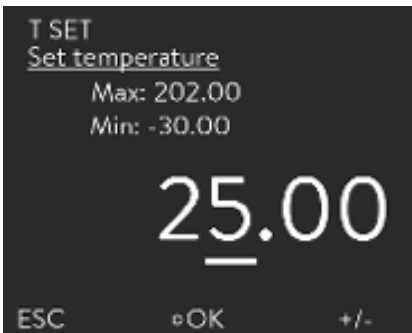 T SET
Set temperature
Max: 202.00
Min: -30.00
25.00
ESC OK +/-